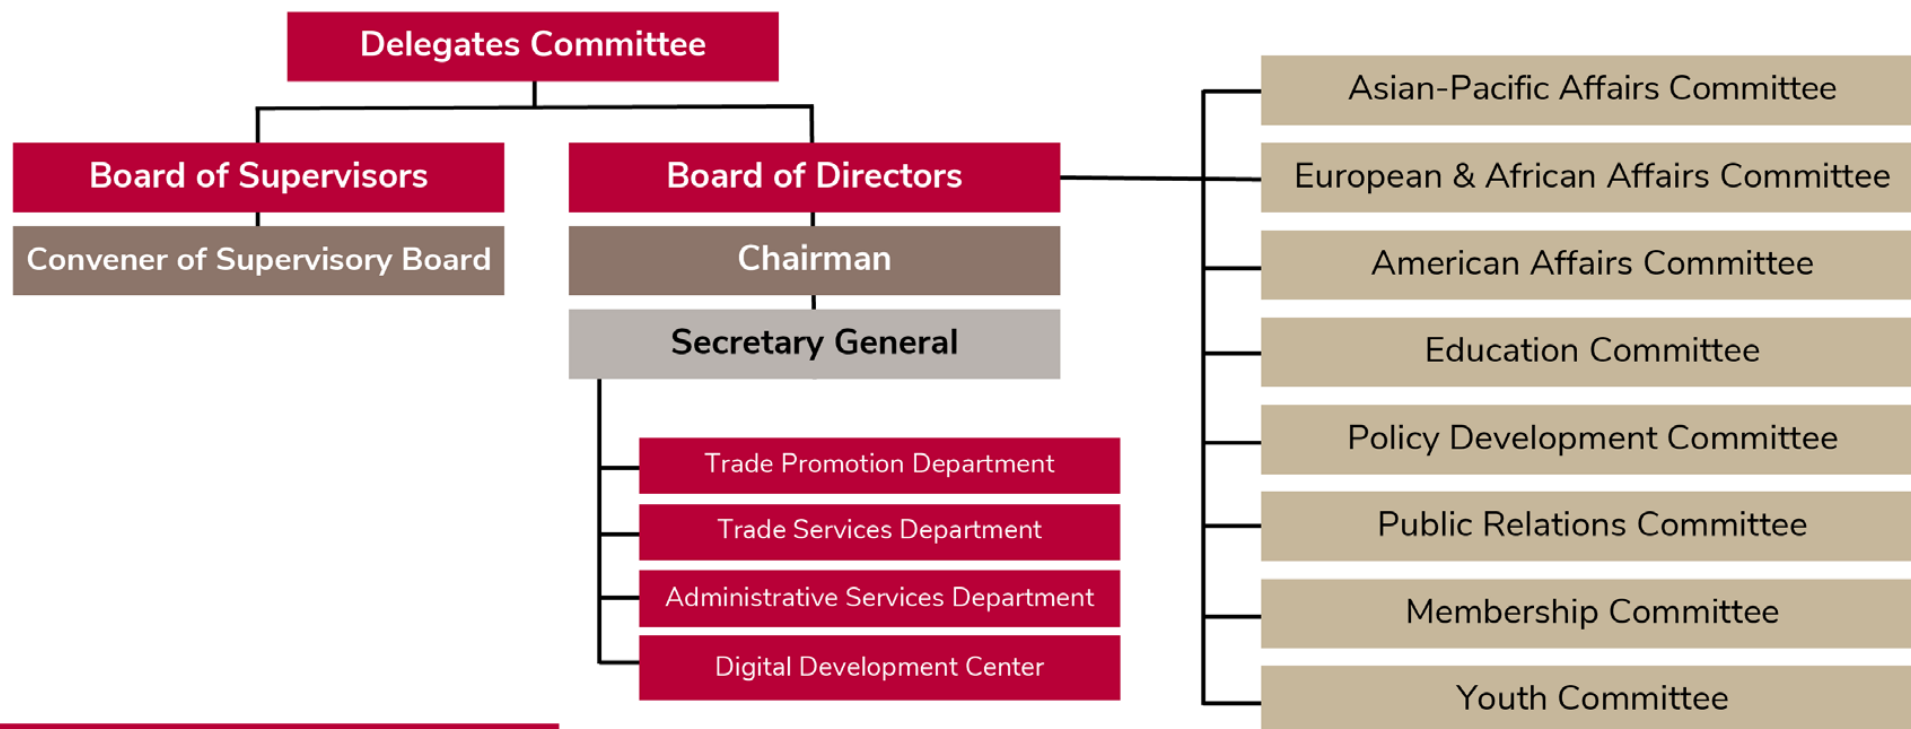 Delegates Committee
Board of Supervisors
Convener of Supervisory Board
Board of Directors
Chairman
Secretary General
Trade Promotion Department
Trade Services Department
Administrative Services Department
Digital Development Center
Asian-Pacific Affairs Committee
European & African Affairs Committee
American Affairs Committee
Education Committee
Policy Development Committee
Public Relations Committee
Membership Committee
Youth Committee